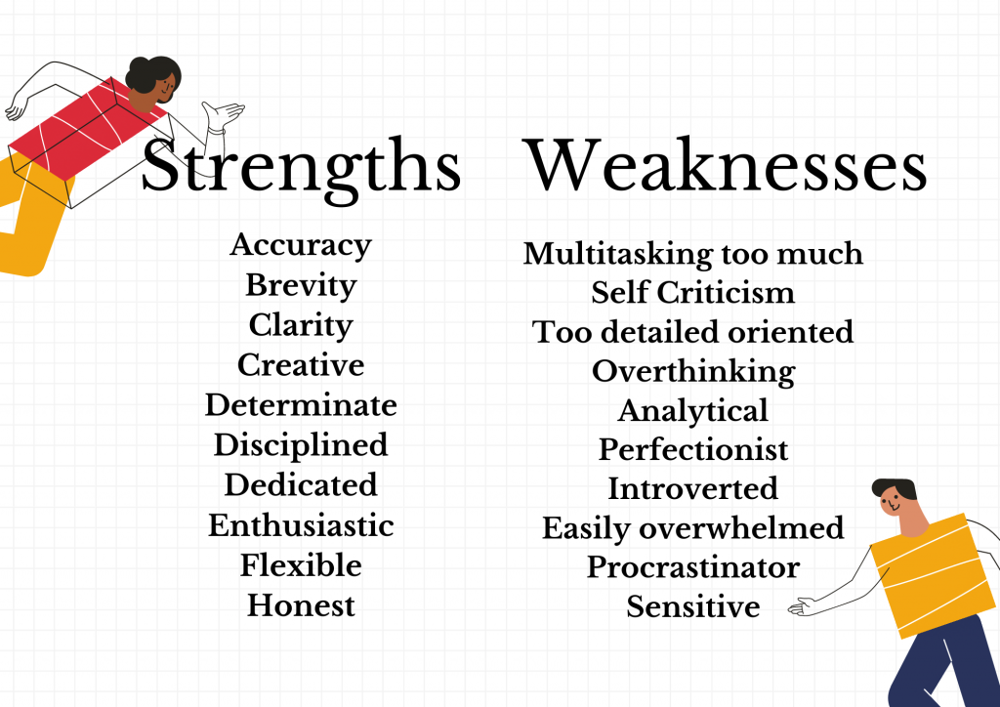 Strengths
Accuracy
Brevity
Clarity
Creative
Determinate
Disciplined
Dedicated
Enthusiastic
Flexible
Honest
Weaknesses
Multitasking too much
Self Criticism
Too detailed oriented
Overthinking
Analytical
Perfectionist
Introverted
Easily overwhelmed
Procrastinator
Sensitive